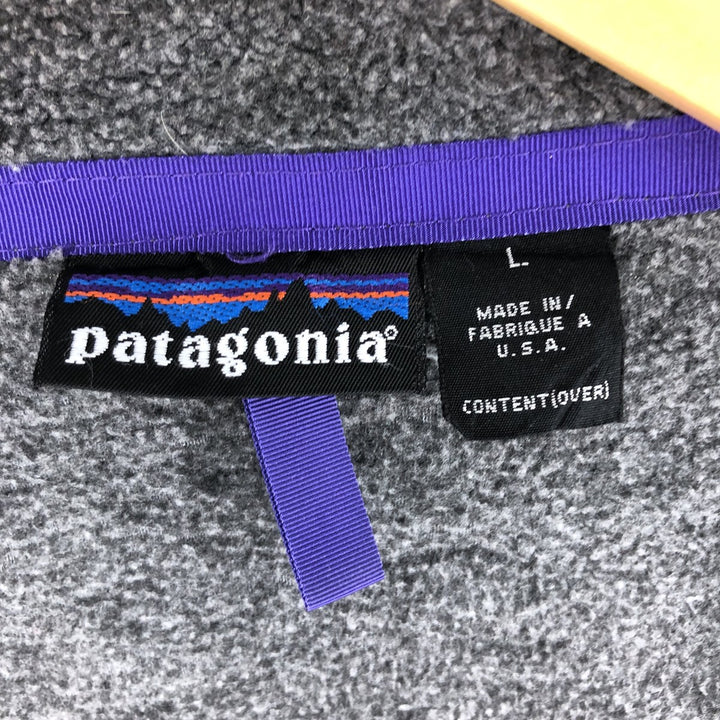 patagonia®
L.
MADE IN/
FABRIQUE A
U.S.A.
CONTENT(OVER)